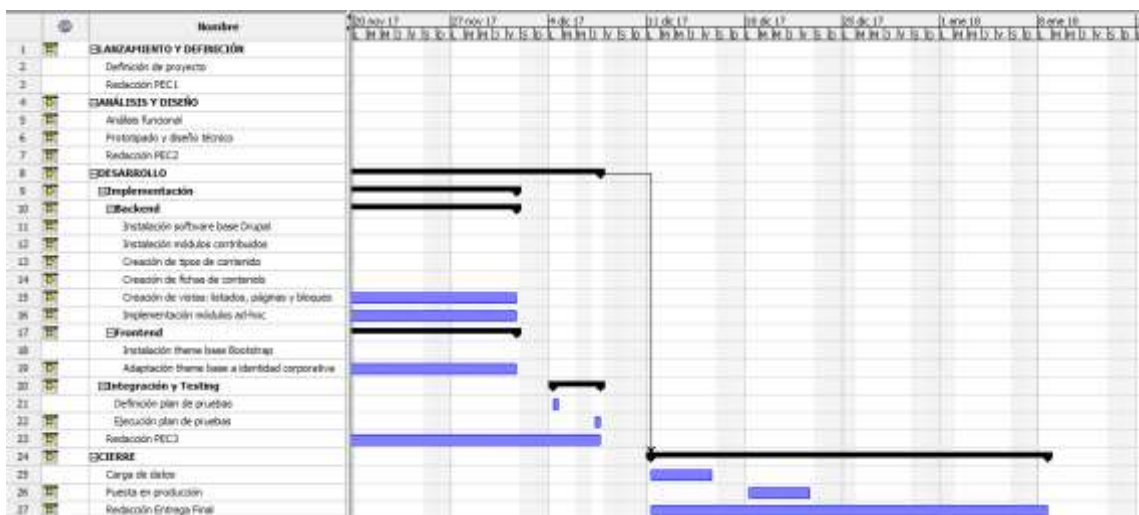 Nombre
20 nov 17 27 nov 17 4 dic 17 11 dic 17 18 dic 17 25 dic 17 1 ene 18 8 ene 18
1 LANZAMIENTO Y DEFINICIÓN
2 Definición de proyecto
3 Redacción PEC1
4 ANÁLISIS Y DISEÑO
5 Análisis funcional
6 Prototipado y diseño técnico
7 Redacción PEC2
8 DESARROLLO
9 Implementación
10 Backend
11 Instalación software base Drupal
12 Instalación módulos contribuidos
13 Creación de tipos de contenido
14 Creación de fichas de contenido
15 Creación de vistas: listados, páginas y bloques
16 Implementación módulos ad-hoc
17 Frontend
18 Instalación theme base Bootstrap
19 Adaptación theme base a identidad corporativa
20 Integración y Testing
21 Definición plan de pruebas
22 Ejecución plan de pruebas
23 Redacción PEC3
24 CIERRE
25 Carga de datos
26 Puesta en producción
27 Redacción Entrega Final